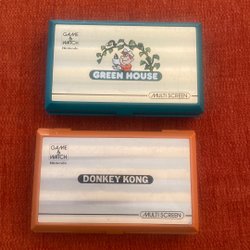 GAME &
WATCH
Nintendo
GREEN HOUSE
MULTI SCREEN
GAME &
WATCH
Nintendo
DONKEY KONG
MULTI SCREEN